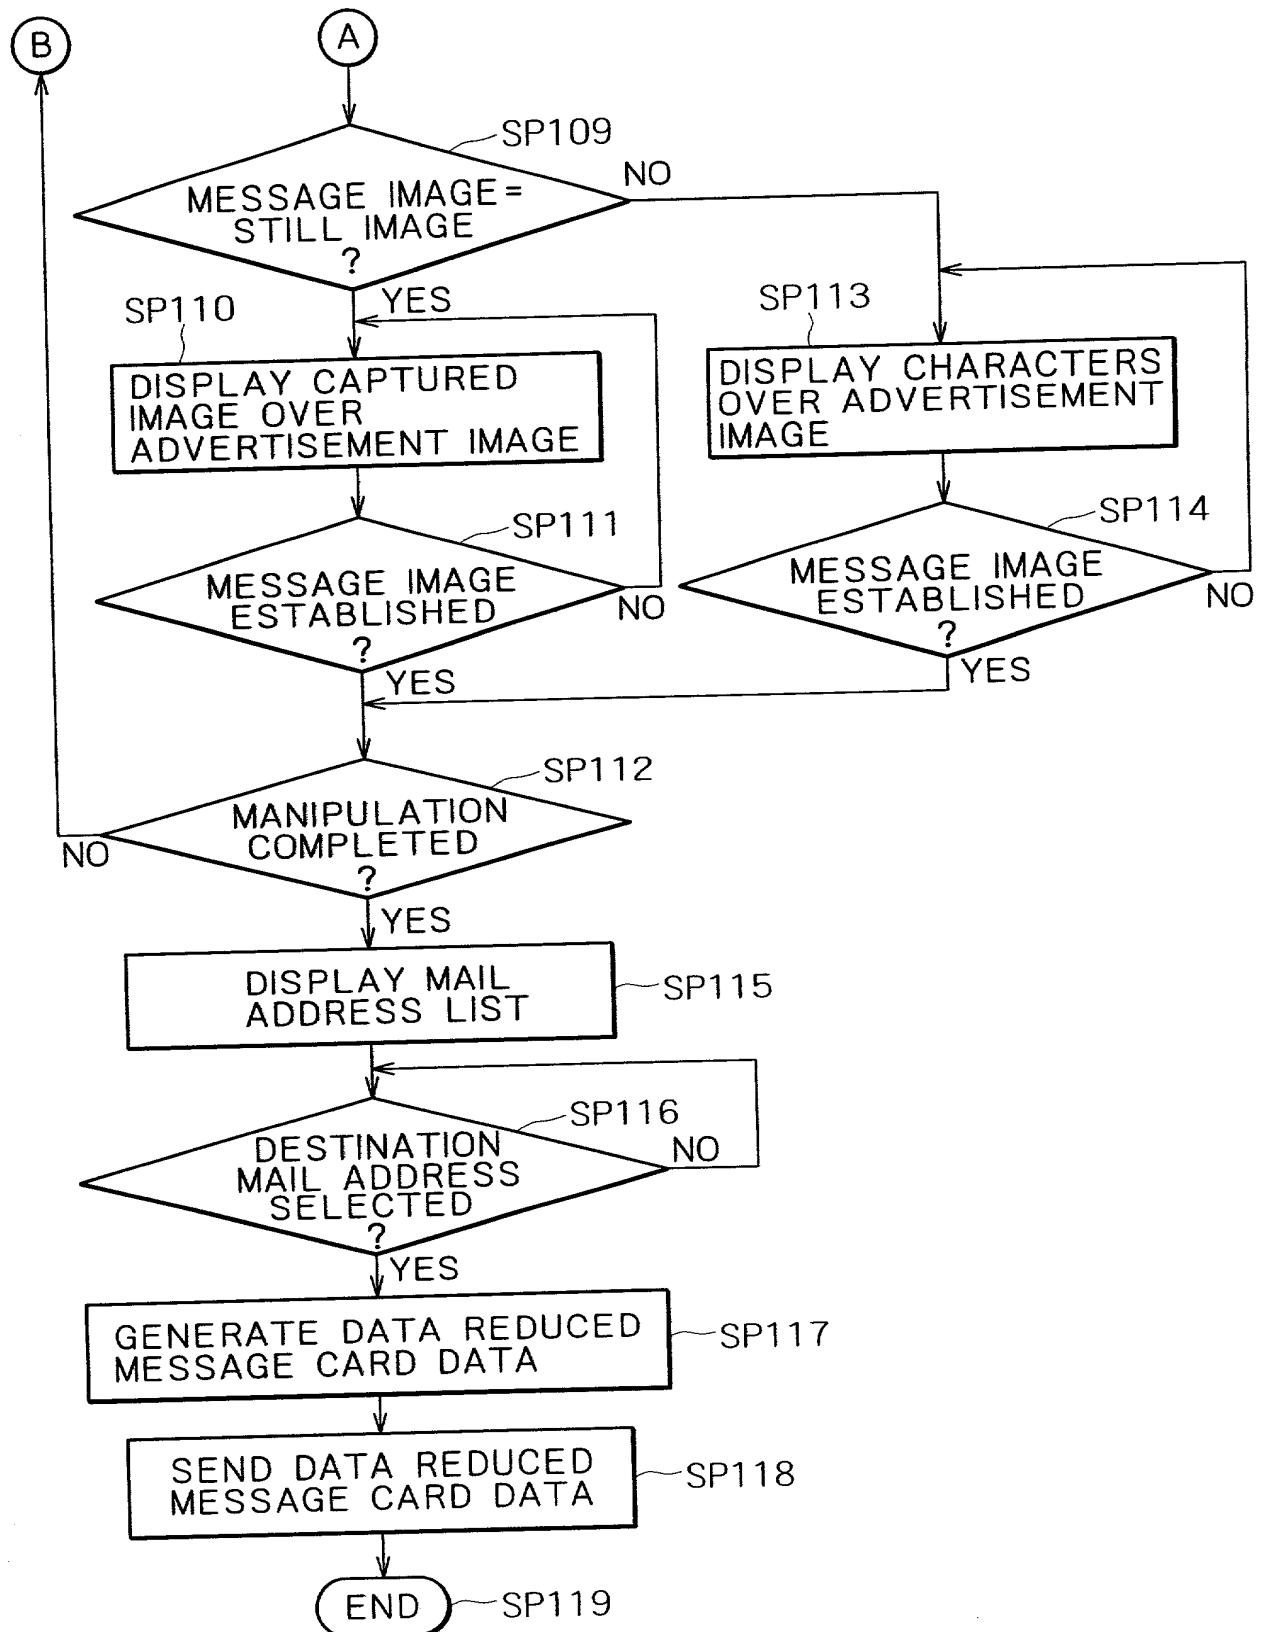 B
A
SP109
NO
MESSAGE IMAGE=
STILL IMAGE
?
YES
SP110
SP113
DISPLAY CAPTURED
IMAGE OVER
ADVERTISEMENT IMAGE
DISPLAY CHARACTERS
OVER ADVERTISEMENT
IMAGE
SP111
SP114
MESSAGE IMAGE
ESTABLISHED
?
NO
MESSAGE IMAGE
ESTABLISHED
?
NO
YES
YES
SP112
MANIPULATION
COMPLETED
?
NO
YES
DISPLAY MAIL
ADDRESS LIST
SP115
SP116
DESTINATION
MAIL ADDRESS
SELECTED
?
NO
YES
GENERATE DATA REDUCED
MESSAGE CARD DATA
SP117
SEND DATA REDUCED
MESSAGE CARD DATA
SP118
END
SP119